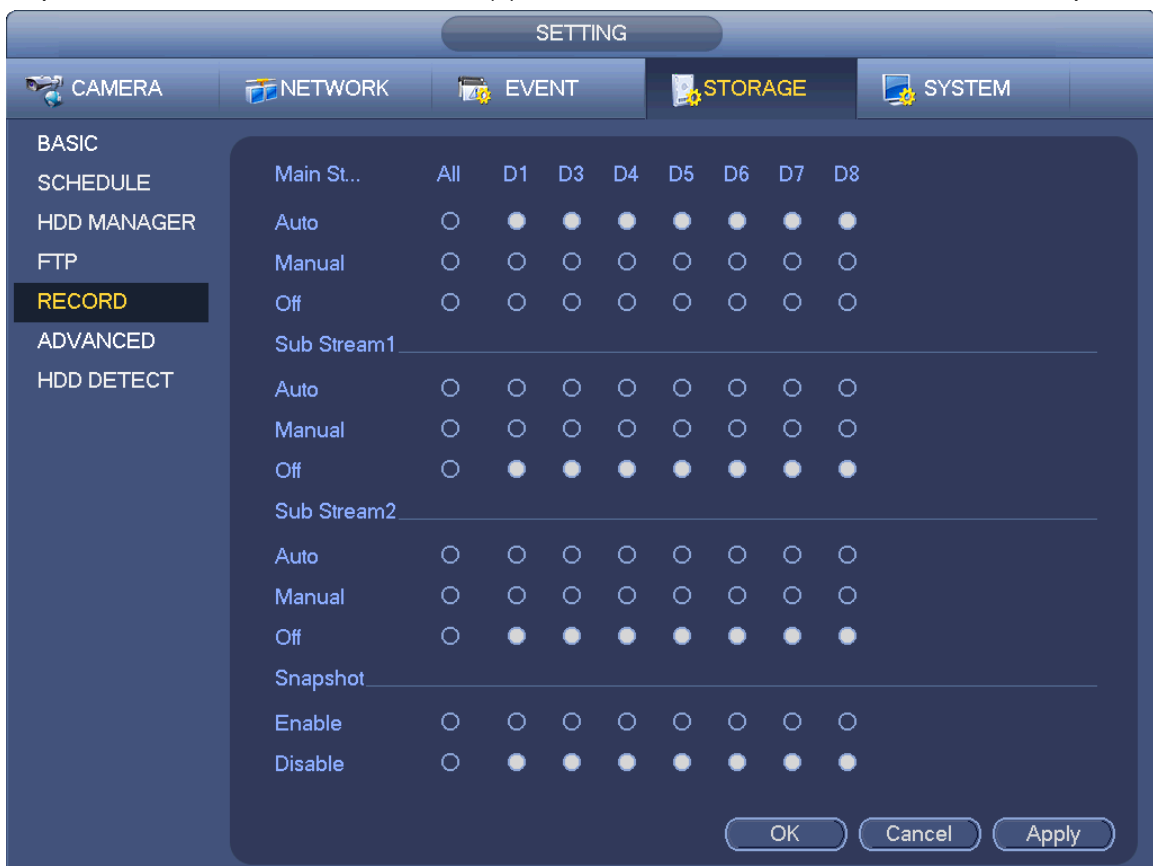 SETTING
CAMERA NETWORK EVENT STORAGE SYSTEM
BASIC
SCHEDULE
HDD MANAGER
FTP
RECORD
ADVANCED
HDD DETECT
Main St... All D1 D3 D4 D5 D6 D7 D8
Auto
Manual
Off
Sub Stream1
Auto
Manual
Off
Sub Stream2
Auto
Manual
Off
Snapshot
Enable
Disable
OK Cancel Apply